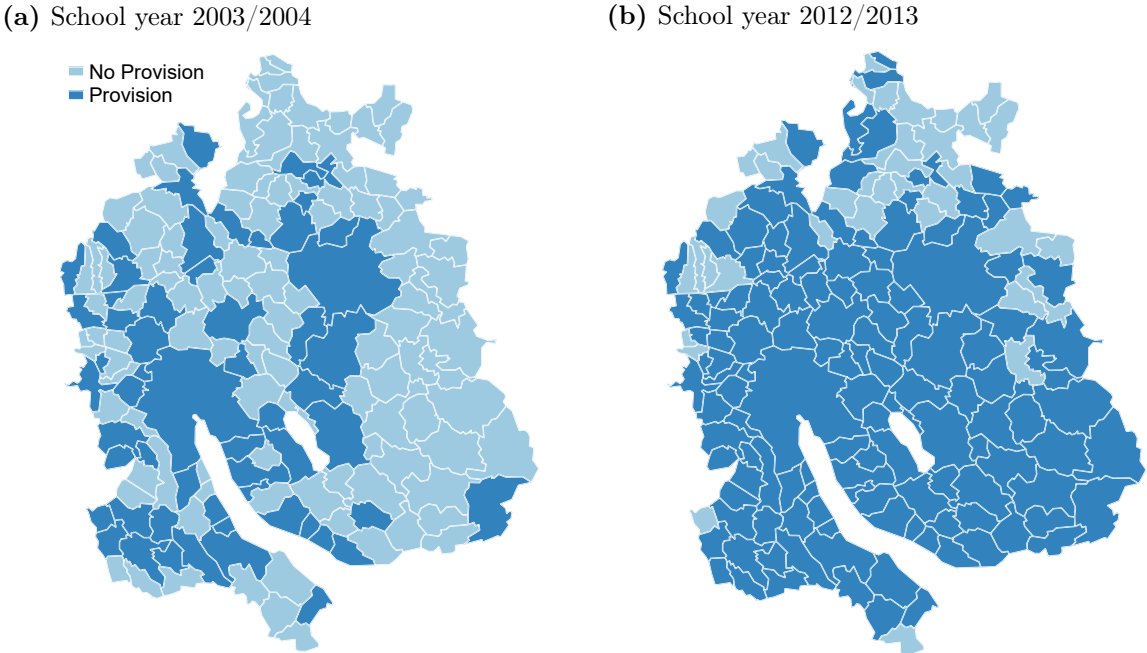 (a) School year 2003/2004
(b) School year 2012/2013
No Provision
Provision